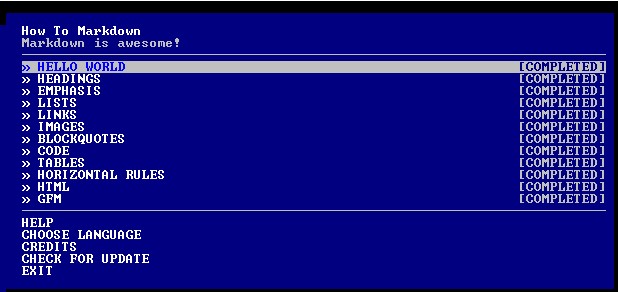 How To Markdown
Markdown is awesome!
» HELLO WORLD [COMPLETED]
» HEADINGS [COMPLETED]
» EMPHASIS [COMPLETED]
» LISTS [COMPLETED]
» LINKS [COMPLETED]
» IMAGES [COMPLETED]
» BLOCKQUOTES [COMPLETED]
» CODE [COMPLETED]
» TABLES [COMPLETED]
» HORIZONTAL RULES [COMPLETED]
» HTML [COMPLETED]
» GFM [COMPLETED]
HELP
CHOOSE LANGUAGE
CREDITS
CHECK FOR UPDATE
EXIT